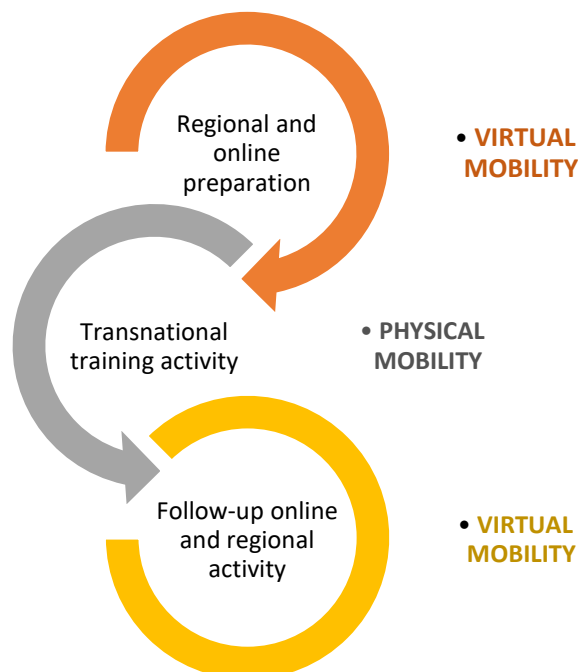 Regional and
online
preparation
• VIRTUAL
MOBILITY
Transnational
training activity
• PHYSICAL
MOBILITY
Follow-up online
and regional
activity
• VIRTUAL
MOBILITY